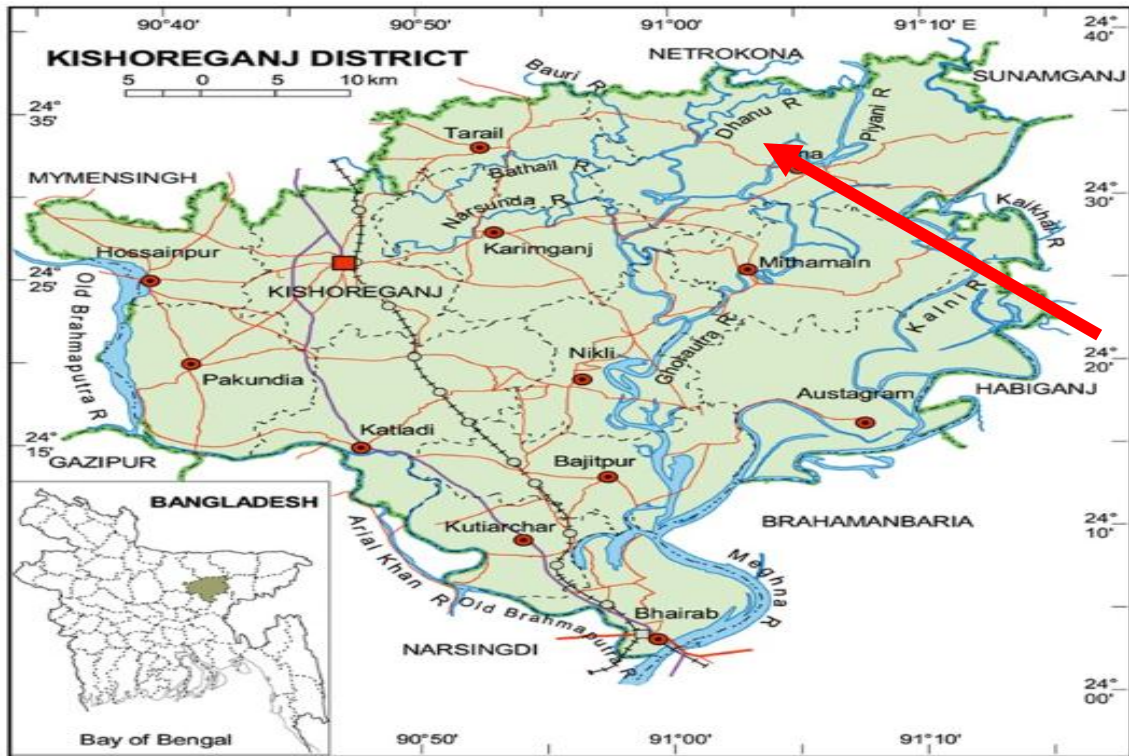 90°40' 90°50' 91°00' 91°10' E
24° 40'
KISHOREGANJ DISTRICT
5 0 5 10 km
NETROKONA
SUNAMGANJ
Bauri R
Dhanu R
Piyani R
24° 35'
Tarail
Bathail R
MYMENSINGH
24° 30'
Narsunda R
Kalkhal R
Hossainpur
Karimganj
Mithamain
24° 25'
KISHOREGANJ
Old Brahmaputra R
Kalni R
Ghorautra R
Nikli
24° 20'
Pakundia
HABIGANJ
Austagram
Katiadi
24° 15'
GAZIPUR
Bajitpur
BANGLADESH
Kutiarchar
BRAHAMANBARIA
24° 10'
Arial Khan R
Meghna R
Old Brahmaputra R
Bhairab
24° 05'
NARSINGDI
24° 00'
Bay of Bengal
90°50' 91°00' 91°10'